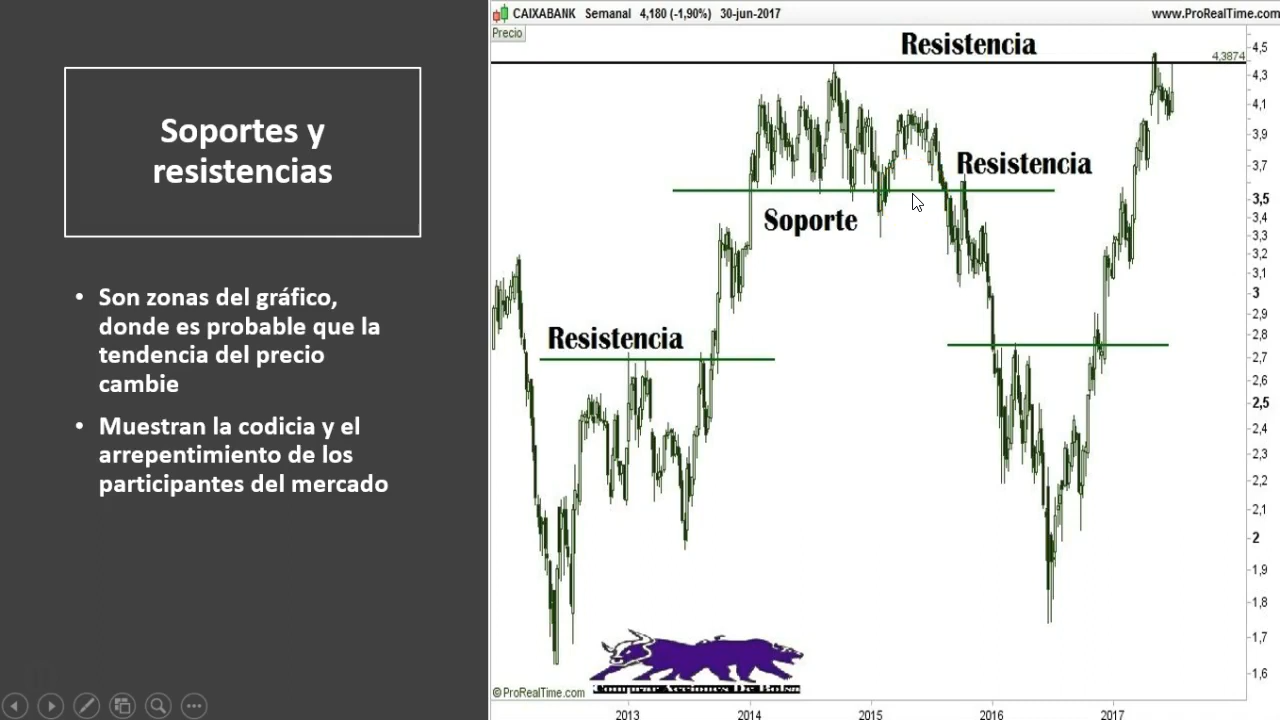 Soportes y
resistencias
• Son zonas del gráfico,
donde es probable que la
tendencia del precio
cambie
• Muestran la codicia y el
arrepentimiento de los
participantes del mercado
CAIXABANK Semanal 4,180 (-1,90%) 30-jun-2017 www.ProRealTime.com
Precio
Resistencia
4,3874
Resistencia
Soporte
Resistencia
4,5
4,3
4,1
3,9
3,7
3,5
3,4
3,3
3,2
3,1
3
2,9
2,8
2,7
2,6
2,5
2,4
2,3
2,2
2,1
2
1,9
1,8
1,7
1,6
Comprar Acciones De Bolsa
© ProRealTime.com
2013 2014 2015 2016 2017